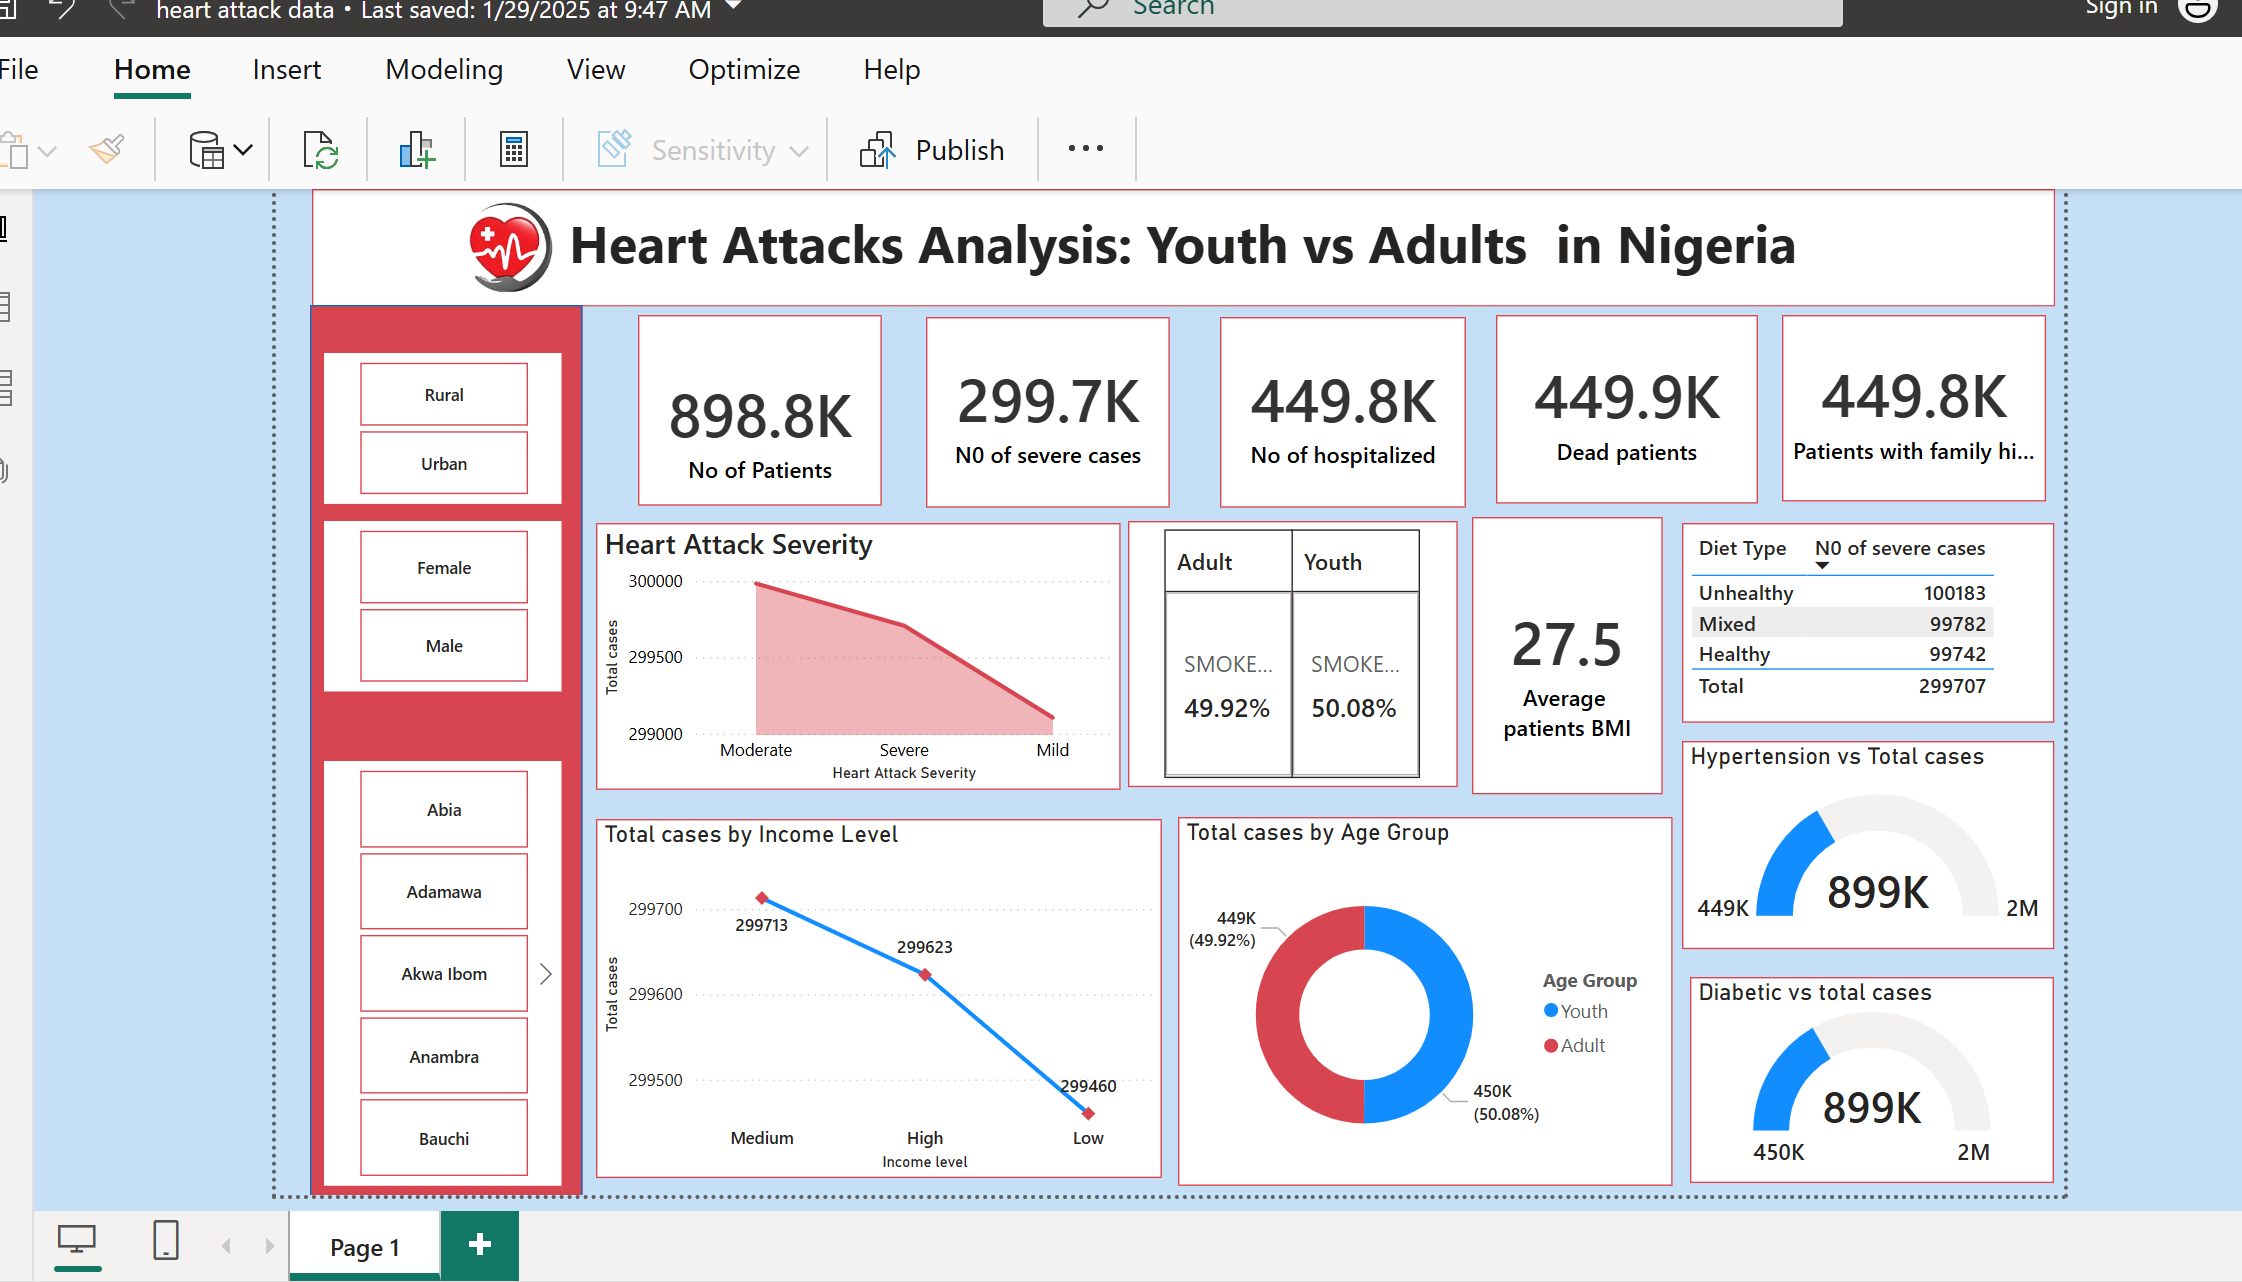 heart attack data • Last saved: 1/29/2025 at 9:47 AM
Search
Sign in
File
Home
Insert
Modeling
View
Optimize
Help
Sensitivity
Publish
Heart Attacks Analysis: Youth vs Adults in Nigeria
Rural
Urban
Female
Male
Abia
Adamawa
Akwa Ibom
Anambra
Bauchi
898.8K
No of Patients
299.7K
N0 of severe cases
449.8K
No of hospitalized
449.9K
Dead patients
449.8K
Patients with family hi...
Heart Attack Severity
Total cases
300000
299500
299000
Moderate
Severe
Mild
Heart Attack Severity
Adult
Youth
SMOKE...
SMOKE...
49.92%
50.08%
27.5
Average
patients BMI
Diet Type N0 of severe cases
Unhealthy 100183
Mixed 99782
Healthy 99742
Total 299707
Hypertension vs Total cases
449K
899K
2M
Total cases by Income Level
Total cases
299700
299600
299500
299713
299623
299460
Medium
High
Low
Income level
Total cases by Age Group
449K
(49.92%)
450K
(50.08%)
Age Group
Youth
Adult
Diabetic vs total cases
899K
450K
2M
Page 1